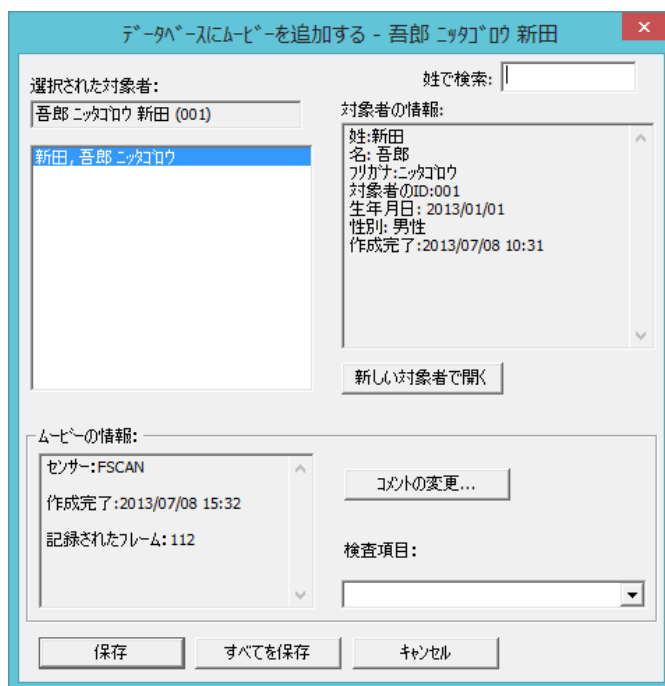 ﾃﾞｰﾀﾍﾞｰｽにﾑｰﾋﾞｰを追加する - 吾郎 ﾆｯﾀｺﾞﾛｳ 新田
選択された対象者:
吾郎 ﾆｯﾀｺﾞﾛｳ 新田 (001)
新田, 吾郎 ﾆｯﾀｺﾞﾛｳ
姓で検索:
対象者の情報:
姓:新田
名: 吾郎
ﾌﾘｶﾞﾅ:ﾆｯﾀｺﾞﾛｳ
対象者のID:001
生年月日: 2013/01/01
性別: 男性
作成完了:2013/07/08 10:31
新しい対象者で開く
ﾑｰﾋﾞｰの情報:
ｾﾝｻｰ:FSCAN
作成完了:2013/07/08 15:32
記録されたﾌﾚｰﾑ: 112
ｺﾒﾝﾄの変更...
検査項目:
保存
すべてを保存
ｷｬﾝｾﾙ